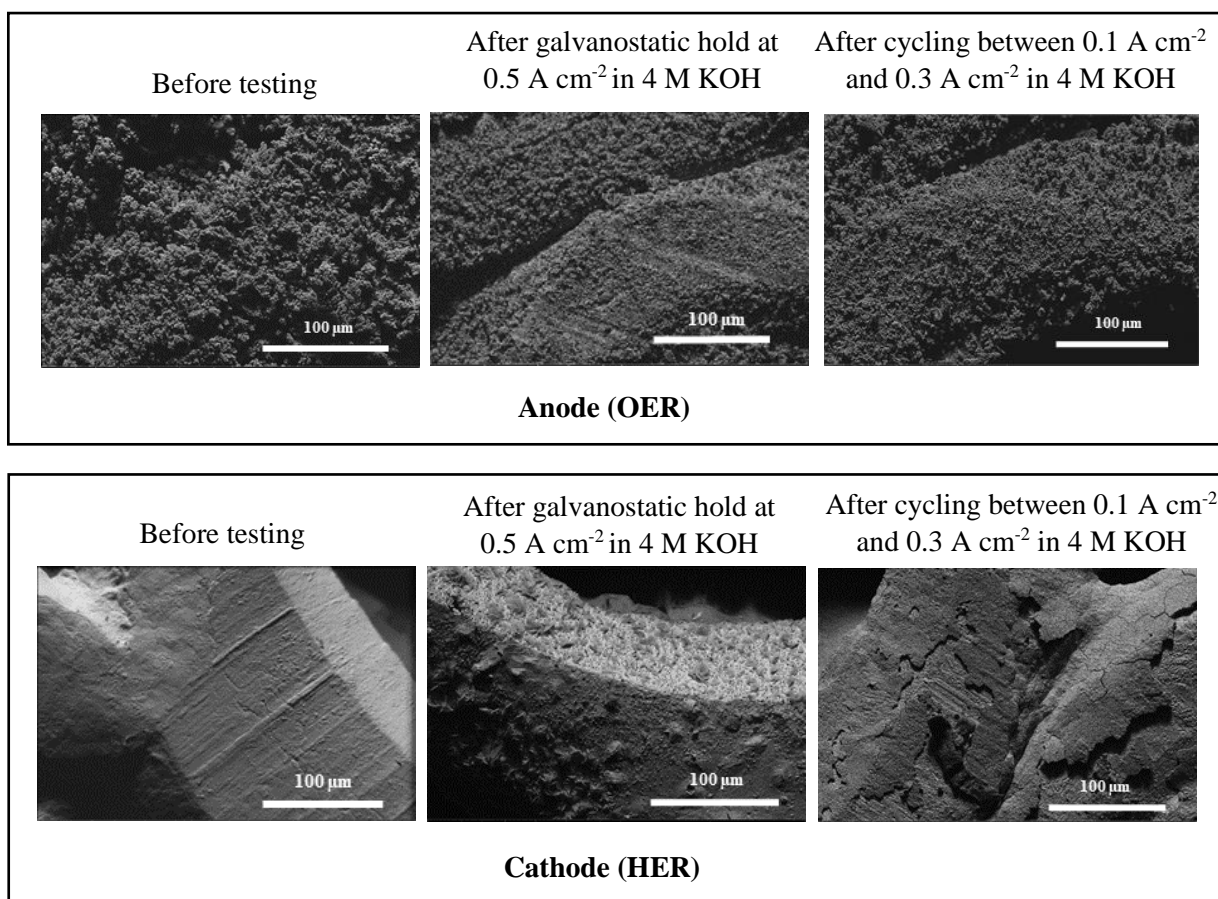 Before testing
After galvanostatic hold at
0.5 A cm⁻² in 4 M KOH
After cycling between 0.1 A cm⁻²
and 0.3 A cm⁻² in 4 M KOH
100 µm
100 µm
100 µm
Anode (OER)
Before testing
After galvanostatic hold at
0.5 A cm⁻² in 4 M KOH
After cycling between 0.1 A cm⁻²
and 0.3 A cm⁻² in 4 M KOH
100 µm
100 µm
100 µm
Cathode (HER)